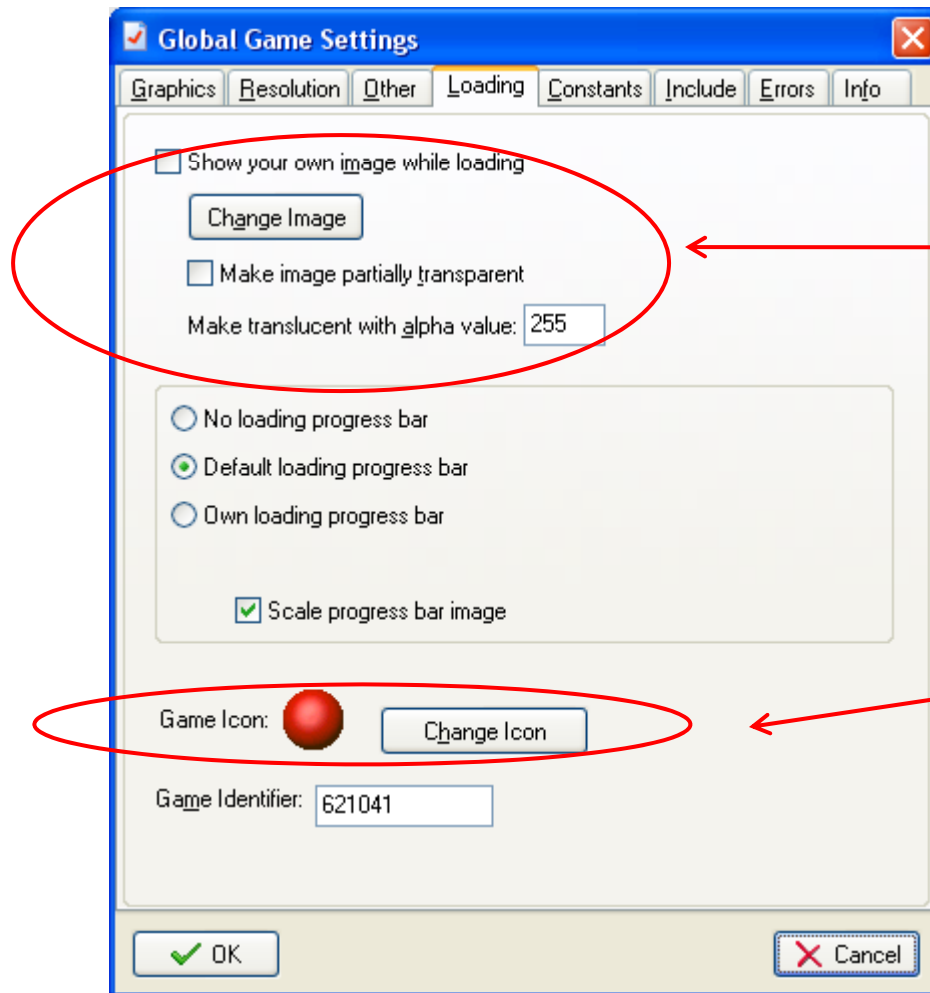 Global Game Settings
Graphics Resolution Other Loading Constants Include Errors Info
Show your own image while loading
Change Image
Make image partially transparent
Make translucent with alpha value: 255
No loading progress bar
Default loading progress bar
Own loading progress bar
Scale progress bar image
Game Icon: Change Icon
Game Identifier: 621041
OK Cancel